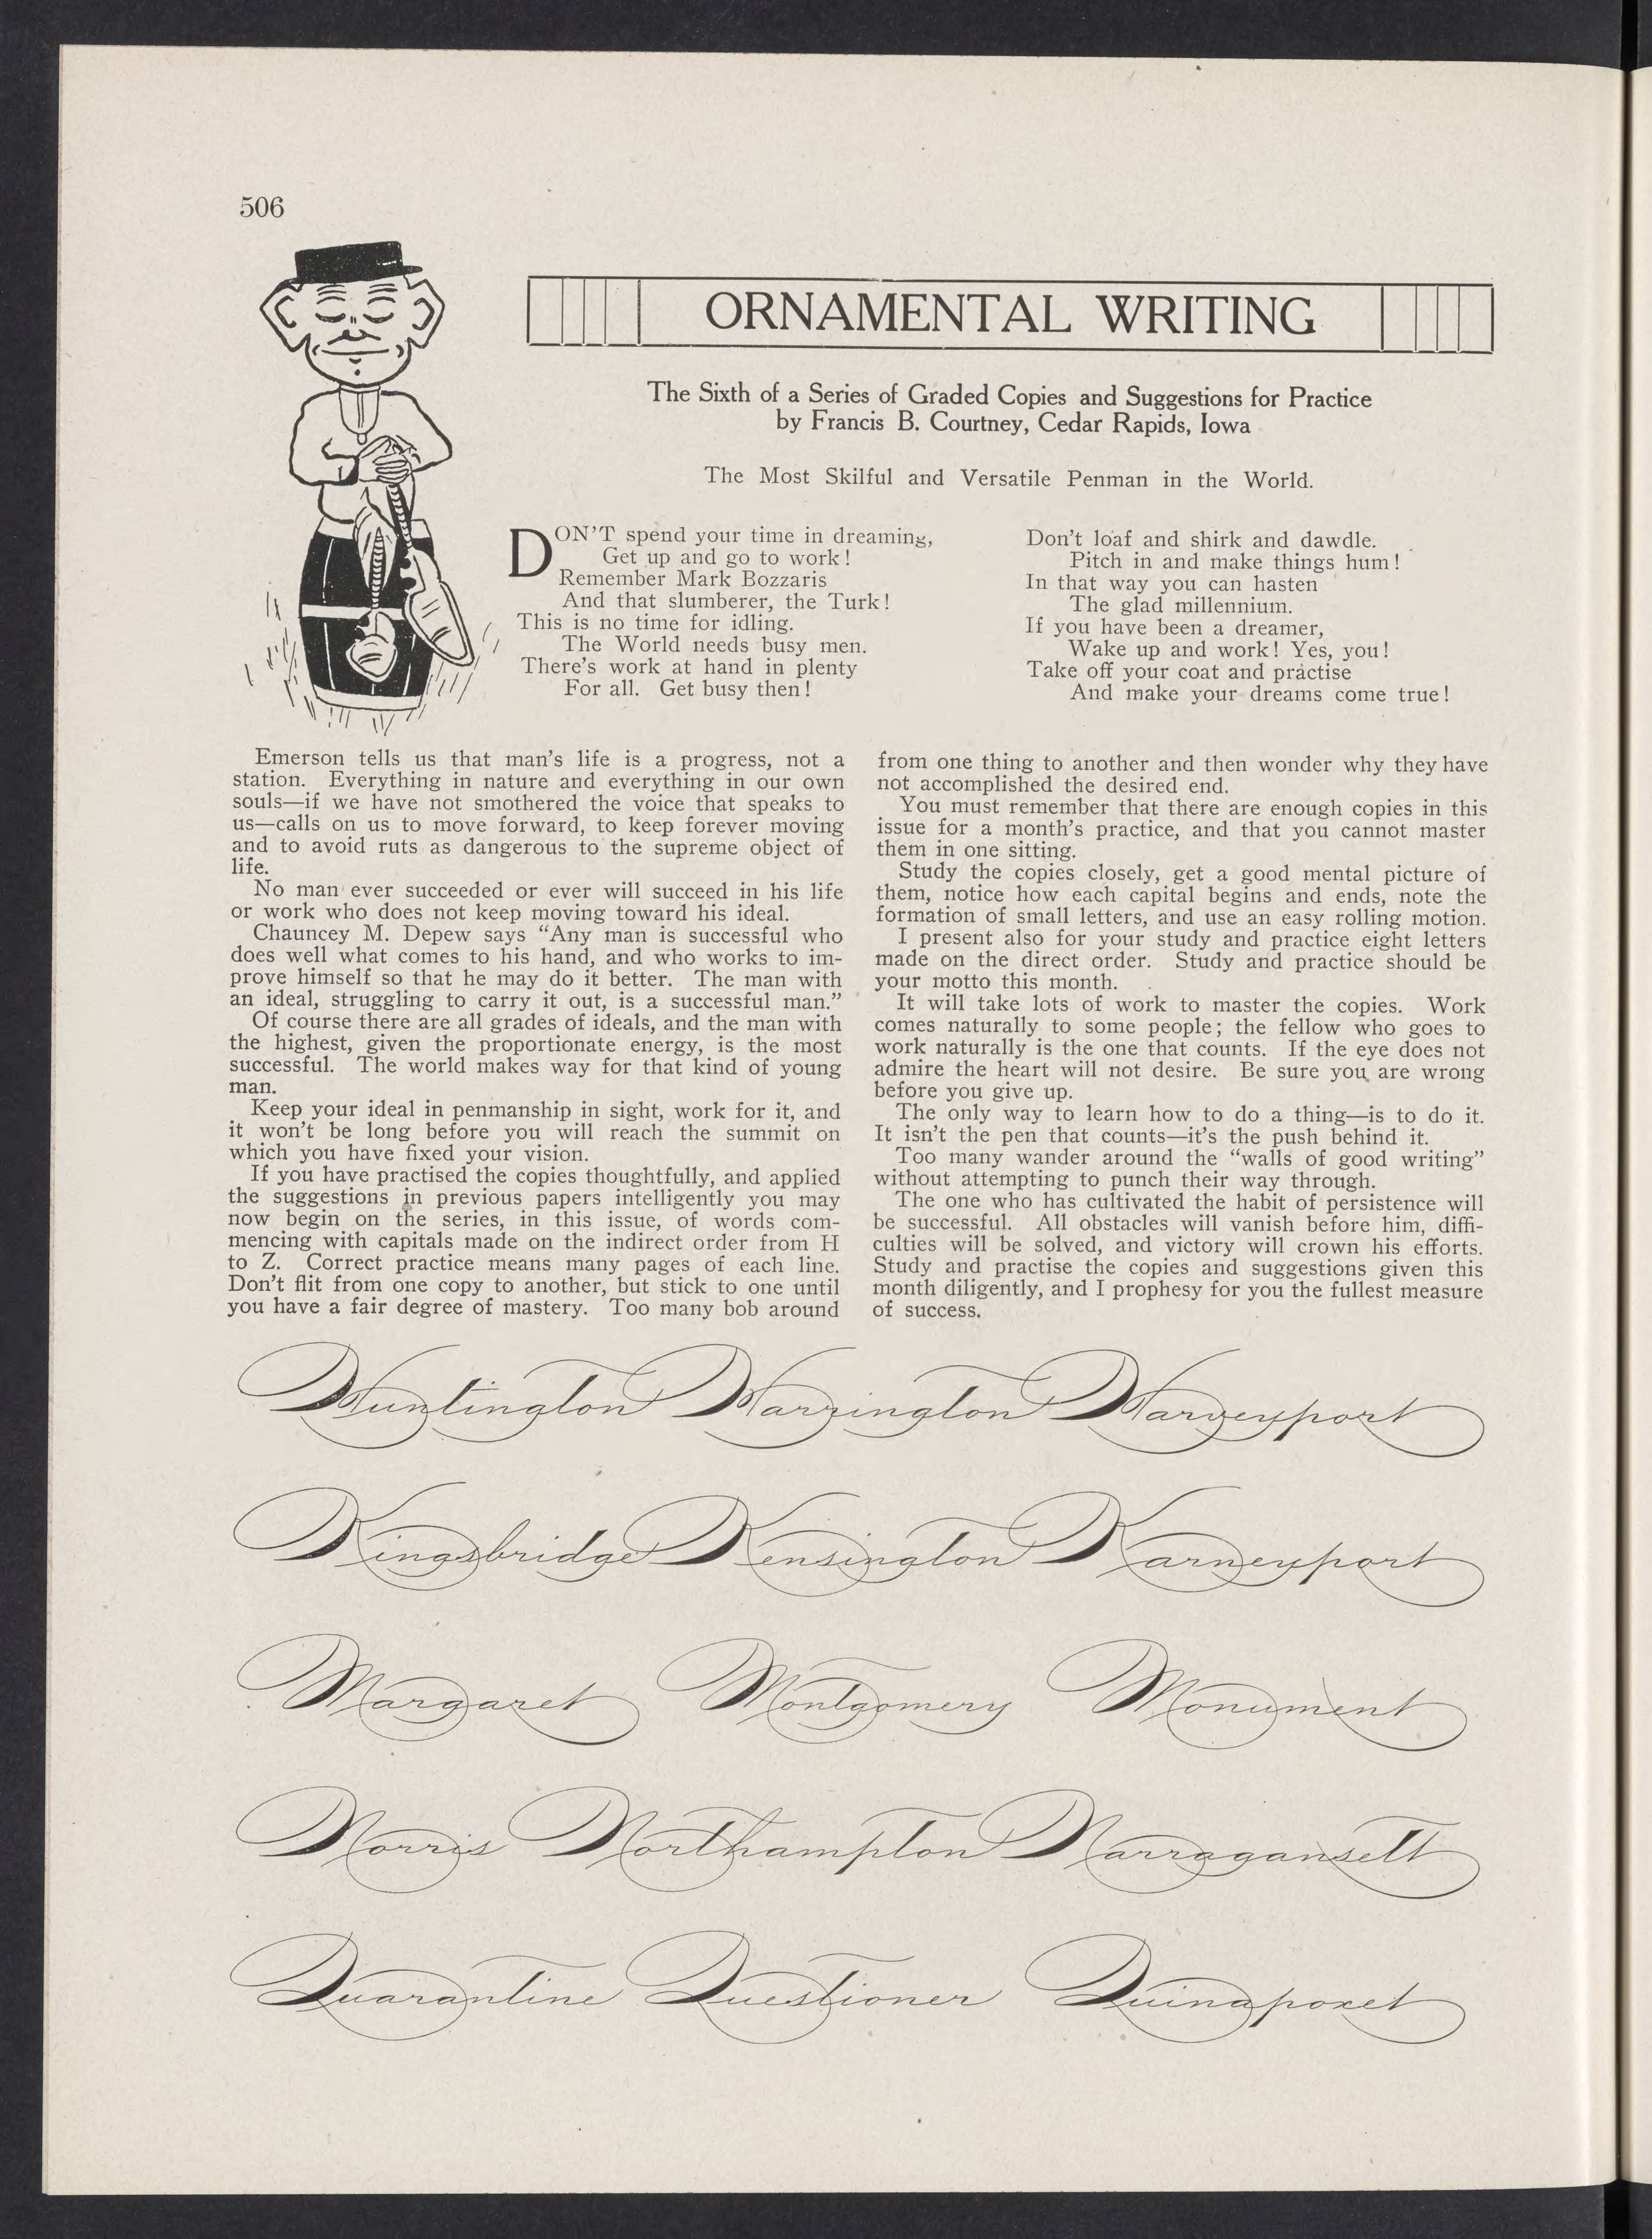 506
ORNAMENTAL WRITING
The Sixth of a Series of Graded Copies and Suggestions for Practice
by Francis B. Courtney, Cedar Rapids, Iowa
The Most Skilful and Versatile Penman in the World.
DON'T spend your time in dreaming,
Get up and go to work!
Remember Mark Bozzaris
And that slumberer, the Turk!
This is no time for idling.
The World needs busy men.
There's work at hand in plenty
For all. Get busy then!
Don't loaf and shirk and dawdle.
Pitch in and make things hum!
In that way you can hasten
The glad millennium.
If you have been a dreamer,
Wake up and work! Yes, you!
Take off your coat and practise
And make your dreams come true!
Emerson tells us that man's life is a progress, not a
station. Everything in nature and everything in our own
souls—if we have not smothered the voice that speaks to
us—calls on us to move forward, to keep forever moving
and to avoid ruts as dangerous to the supreme object of
life.
No man ever succeeded or ever will succeed in his life
or work who does not keep moving toward his ideal.
Chauncey M. Depew says "Any man is successful who
does well what comes to his hand, and who works to im-
prove himself so that he may do it better. The man with
an ideal, struggling to carry it out, is a successful man."
Of course there are all grades of ideals, and the man with
the highest, given the proportionate energy, is the most
successful. The world makes way for that kind of young
man.
Keep your ideal in penmanship in sight, work for it, and
it won't be long before you will reach the summit on
which you have fixed your vision.
If you have practised the copies thoughtfully, and applied
the suggestions in previous papers intelligently you may
now begin on the series, in this issue, of words com-
mencing with capitals made on the indirect order from H
to Z. Correct practice means many pages of each line.
Don't flit from one copy to another, but stick to one until
you have a fair degree of mastery. Too many bob around
from one thing to another and then wonder why they have
not accomplished the desired end.
You must remember that there are enough copies in this
issue for a month's practice, and that you cannot master
them in one sitting.
Study the copies closely, get a good mental picture of
them, notice how each capital begins and ends, note the
formation of small letters, and use an easy rolling motion.
I present also for your study and practice eight letters
made on the direct order. Study and practice should be
your motto this month.
It will take lots of work to master the copies. Work
comes naturally to some people; the fellow who goes to
work naturally is the one that counts. If the eye does not
admire the heart will not desire. Be sure you are wrong
before you give up.
The only way to learn how to do a thing—is to do it.
It isn't the pen that counts—it's the push behind it.
Too many wander around the "walls of good writing"
without attempting to punch their way through.
The one who has cultivated the habit of persistence will
be successful. All obstacles will vanish before him, diffi-
culties will be solved, and victory will crown his efforts.
Study and practise the copies and suggestions given this
month diligently, and I prophesy for you the fullest measure
of success.
Huntington Harrington Harveyport
Kingsbridge Kensington Karneyport
Margaret Montgomery Monument
Norris Northampton Narragansett
Quarantine Questioner Quinapoxet